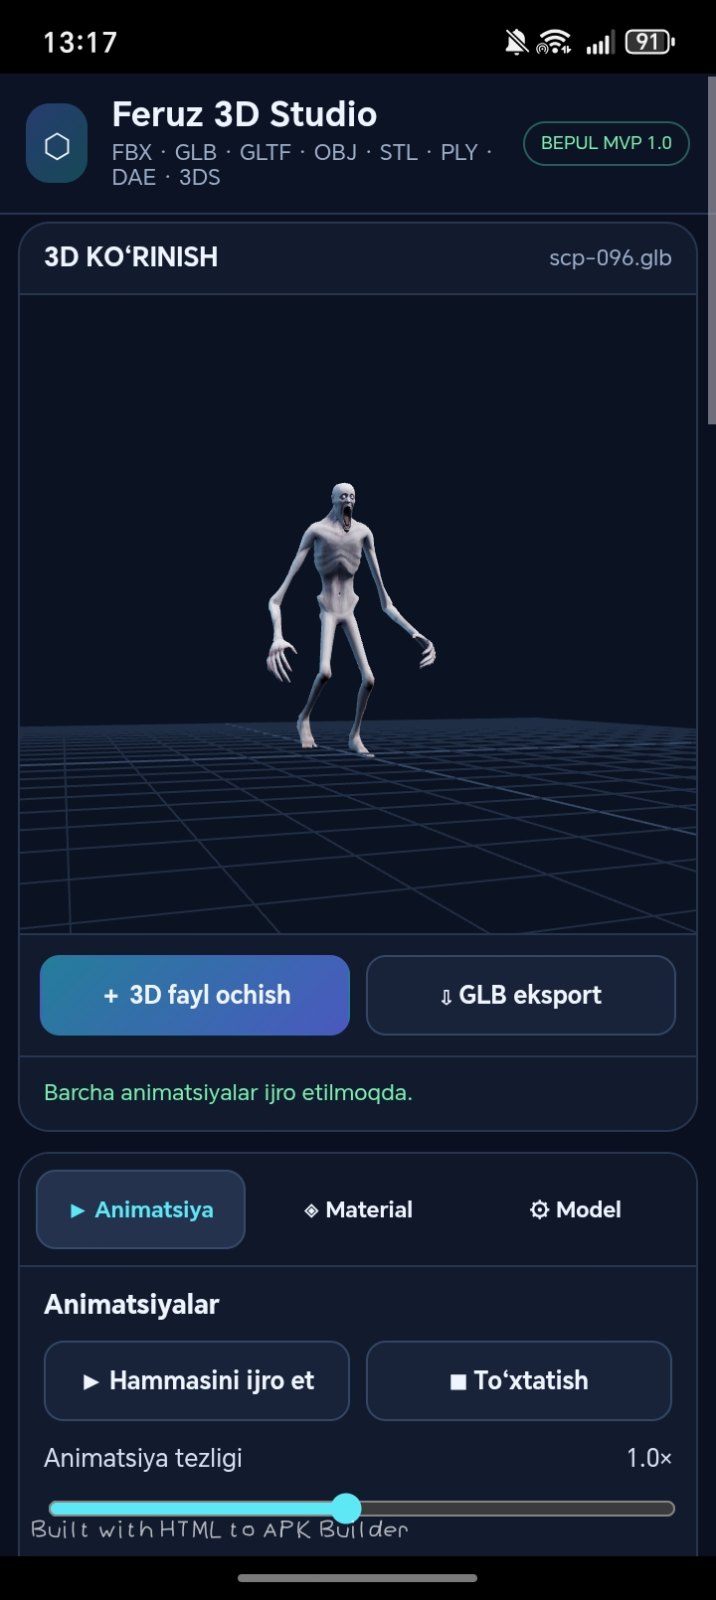 13:17
91
Feruz 3D Studio
FBX · GLB · GLTF · OBJ · STL · PLY ·
DAE · 3DS
BEPUL MVP 1.0
3D KO‘RINISH
scp-096.glb
+ 3D fayl ochish
⇩ GLB eksport
Barcha animatsiyalar ijro etilmoqda.
▶ Animatsiya
◈ Material
⚙ Model
Animatsiyalar
▶ Hammasini ijro et
■ To‘xtatish
Animatsiya tezligi
1.0×
Built with HTML to APK Builder